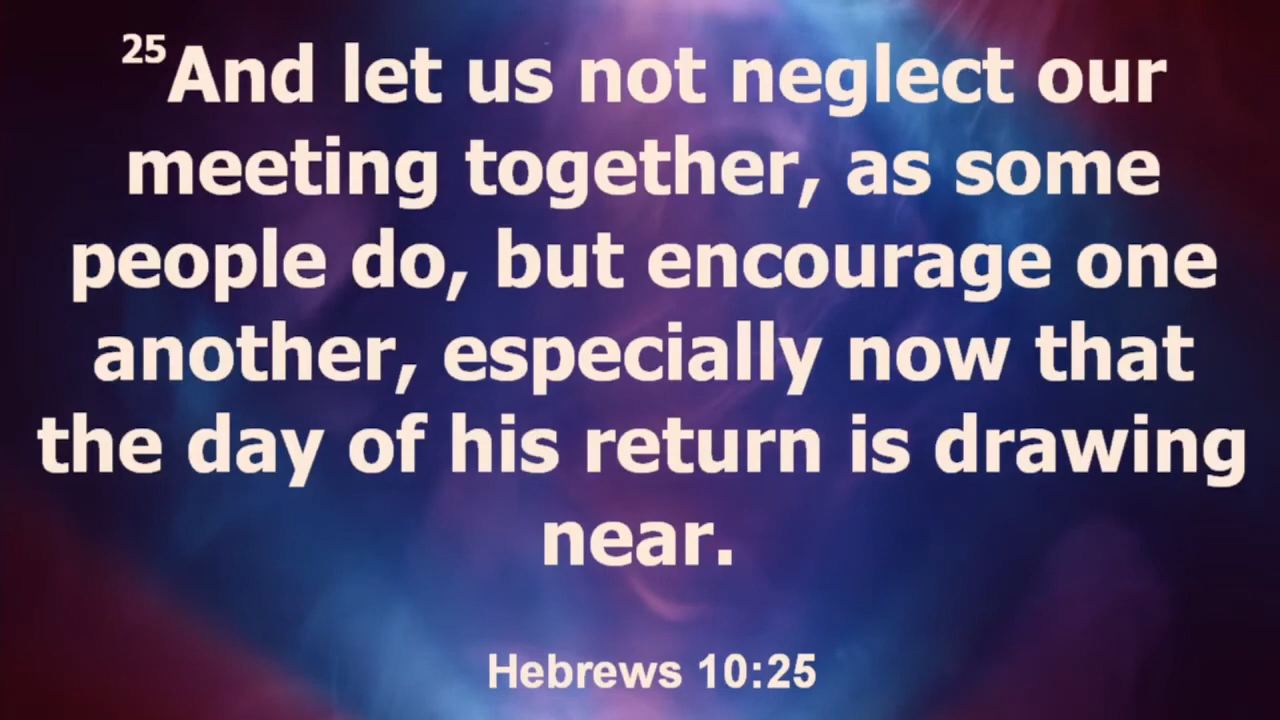 25And let us not neglect our
meeting together, as some
people do, but encourage one
another, especially now that
the day of his return is drawing
near.
Hebrews 10:25